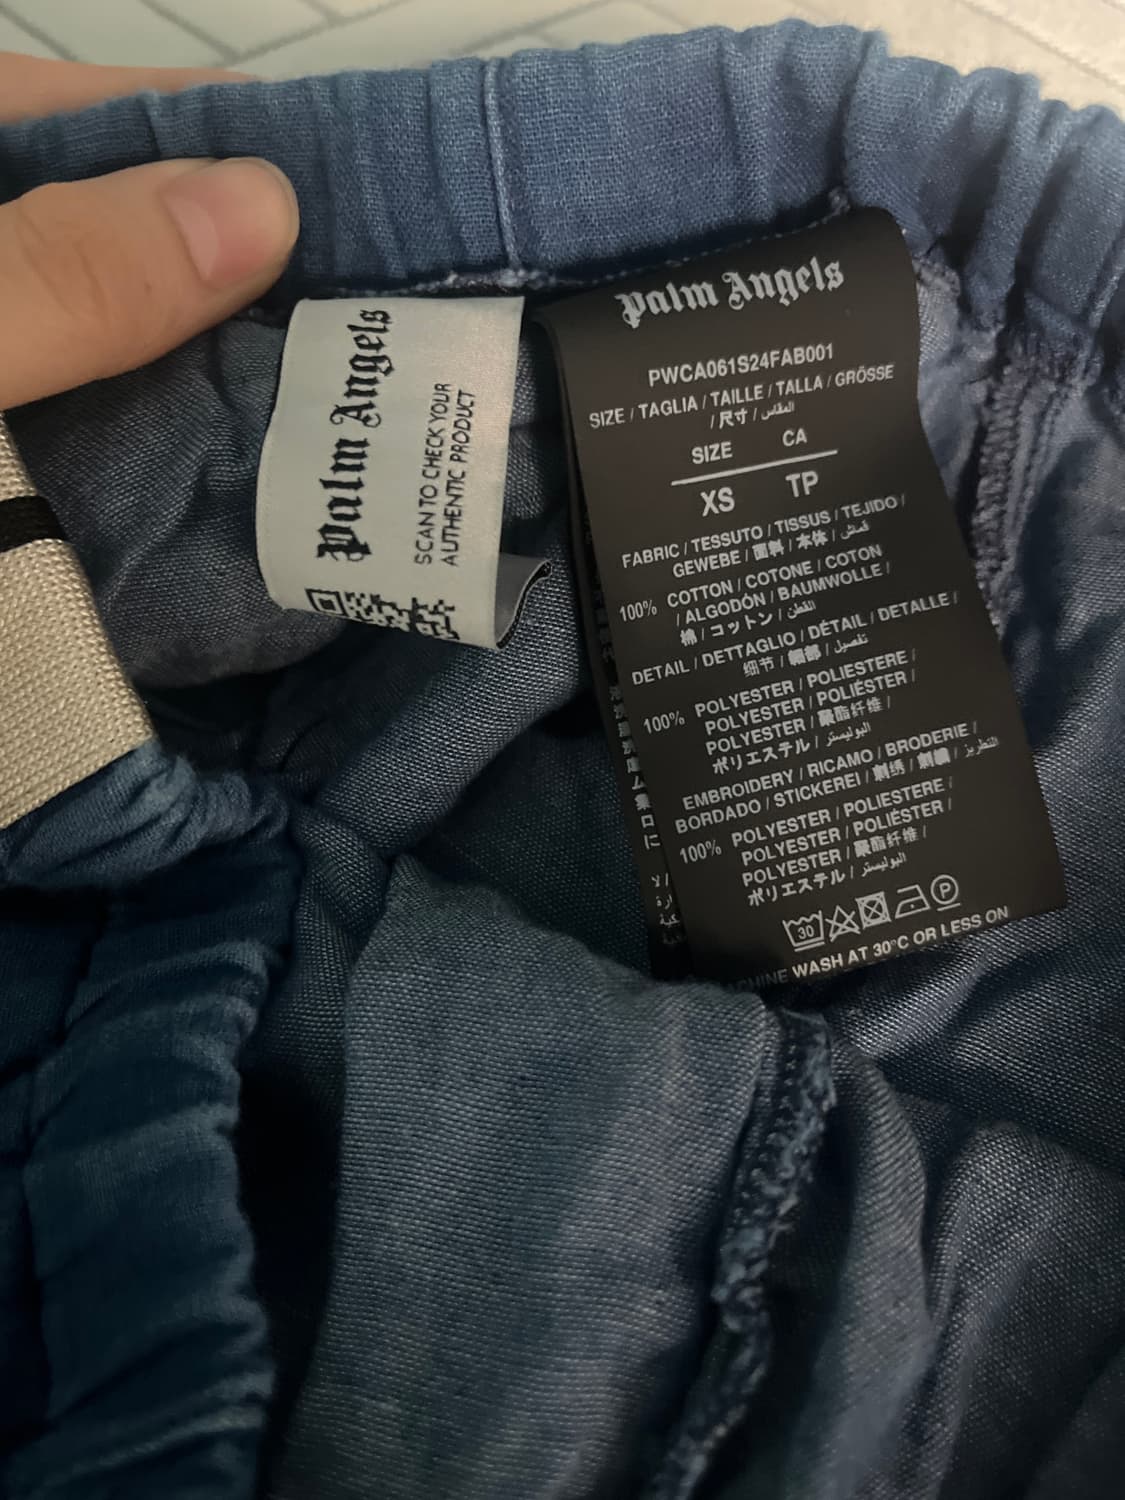 Palm Angels
SCAN TO CHECK YOUR
AUTHENTIC PRODUCT
Palm Angels
PWCA061S24FAB001
SIZE / TAGLIA / TAILLE / TALLA / GRÖSSE
/ 尺寸 / المقاس
SIZE CA
XS TP
FABRIC / TESSUTO / TISSUS / TEJIDO /
GEWEBE / 面料 / 本体 / قماش
100% COTTON / COTONE / COTON
/ ALGODÒN / BAUMWOLLE /
棉 / コットン / القطن
DETAIL / DETTAGLIO / DÉTAIL / DETALLE /
细节 / 細部 / تفصيل
100% POLYESTER / POLIESTERE /
POLYESTER / POLIÉSTER /
POLYESTER / 聚酯纤维 /
ポリエステル / البوليستر
EMBROIDERY / RICAMO / BRODERIE /
BORDADO / STICKEREI / 刺绣 / 刺繍 / التطريز
100% POLYESTER / POLIESTERE /
POLYESTER / POLIÉSTER /
POLYESTER / 聚酯纤维 /
ポリエステル / البوليستر
30 P
WASH AT 30°C OR LESS ON